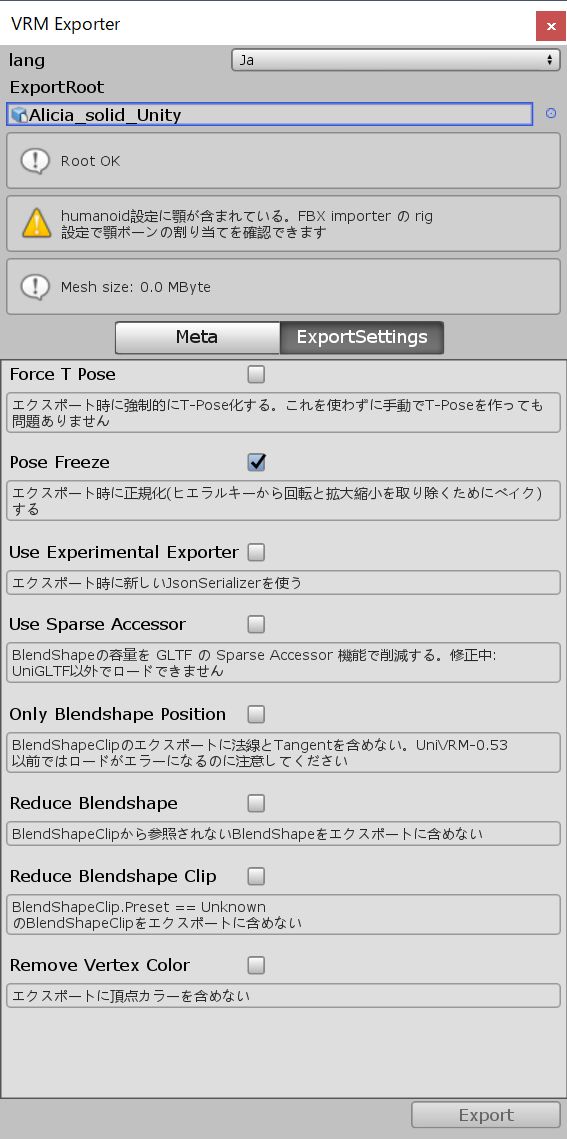 VRM Exporter
lang
Ja
ExportRoot
Alicia_solid_Unity
Root OK
humanoid設定に顎が含まれている。FBX importer の rig
設定で顎ボーンの割り当てを確認できます
Mesh size: 0.0 MByte
Meta
ExportSettings
Force T Pose
エクスポート時に強制的にT-Pose化する。これを使わずに手動でT-Poseを作っても
問題ありません
Pose Freeze
エクスポート時に正規化(ヒエラルキーから回転と拡大縮小を取り除くためにベイク)
する
Use Experimental Exporter
エクスポート時に新しいJsonSerializerを使う
Use Sparse Accessor
BlendShapeの容量を GLTF の Sparse Accessor 機能で削減する。修正中:
UniGLTF以外でロードできません
Only Blendshape Position
BlendShapeClipのエクスポートに法線とTangentを含めない。UniVRM-0.53
以前ではロードがエラーになるのに注意してください
Reduce Blendshape
BlendShapeClipから参照されないBlendShapeをエクスポートに含めない
Reduce Blendshape Clip
BlendShapeClip.Preset == Unknown
のBlendShapeClipをエクスポートに含めない
Remove Vertex Color
エクスポートに頂点カラーを含めない
Export